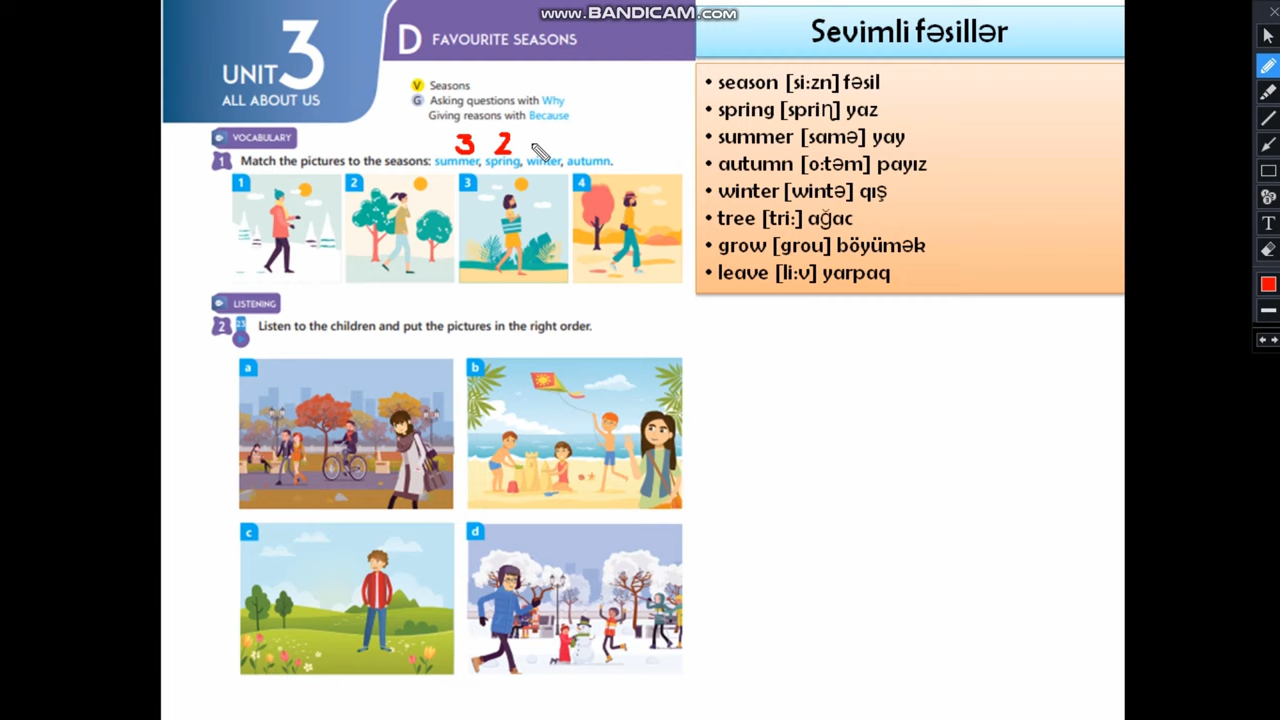 www.BANDICAM.com
UNIT 3
ALL ABOUT US
D FAVOURITE SEASONS
V Seasons
G Asking questions with Why
Giving reasons with Because
VOCABULARY
3 2
1 Match the pictures to the seasons: summer, spring, winter, autumn.
1 2 3 4
LISTENING
2 23 Listen to the children and put the pictures in the right order.
a b
c d
Sevimli fəsillər
• season [si:zn] fəsil
• spring [spriŋ] yaz
• summer [samə] yay
• autumn [o:təm] payız
• winter [wintə] qış
• tree [tri:] ağac
• grow [grou] böyümək
• leave [li:v] yarpaq
T